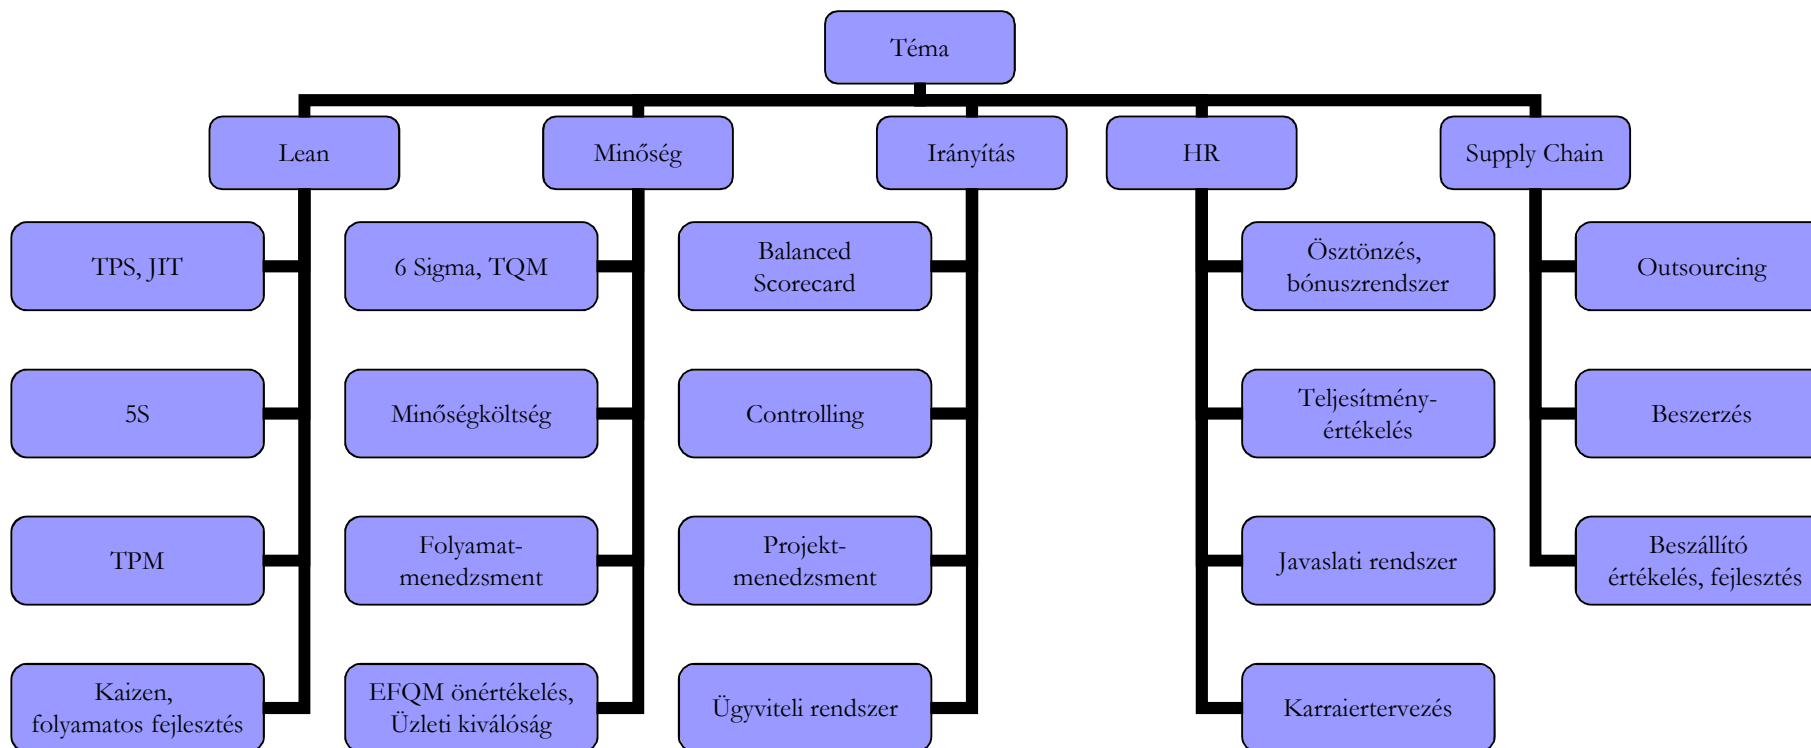 Téma
Lean
Minőség
Irányítás
HR
Supply Chain
TPS, JIT
6 Sigma, TQM
Balanced
Scorecard
Ösztönzés,
bónuszrendszer
Outsourcing
5S
Minőségköltség
Controlling
Teljesítmény-
értékelés
Beszerzés
TPM
Folyamat-
menedzsment
Projekt-
menedzsment
Javaslati rendszer
Beszállító
értékelés, fejlesztés
Kaizen,
folyamatos fejlesztés
EFQM önértékelés,
Üzleti kiválóság
Ügyviteli rendszer
Karraiertervezés